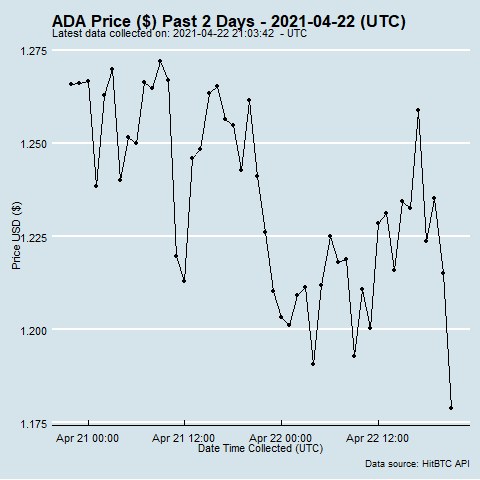 ADA Price ($) Past 2 Days - 2021-04-22 (UTC)
Latest data collected on: 2021-04-22 21:03:42 - UTC
1.275
1.250
1.225
1.200
1.175
Price USD ($)
Apr 21 00:00 Apr 21 12:00 Apr 22 00:00 Apr 22 12:00
Date Time Collected (UTC)
Data source: HitBTC API